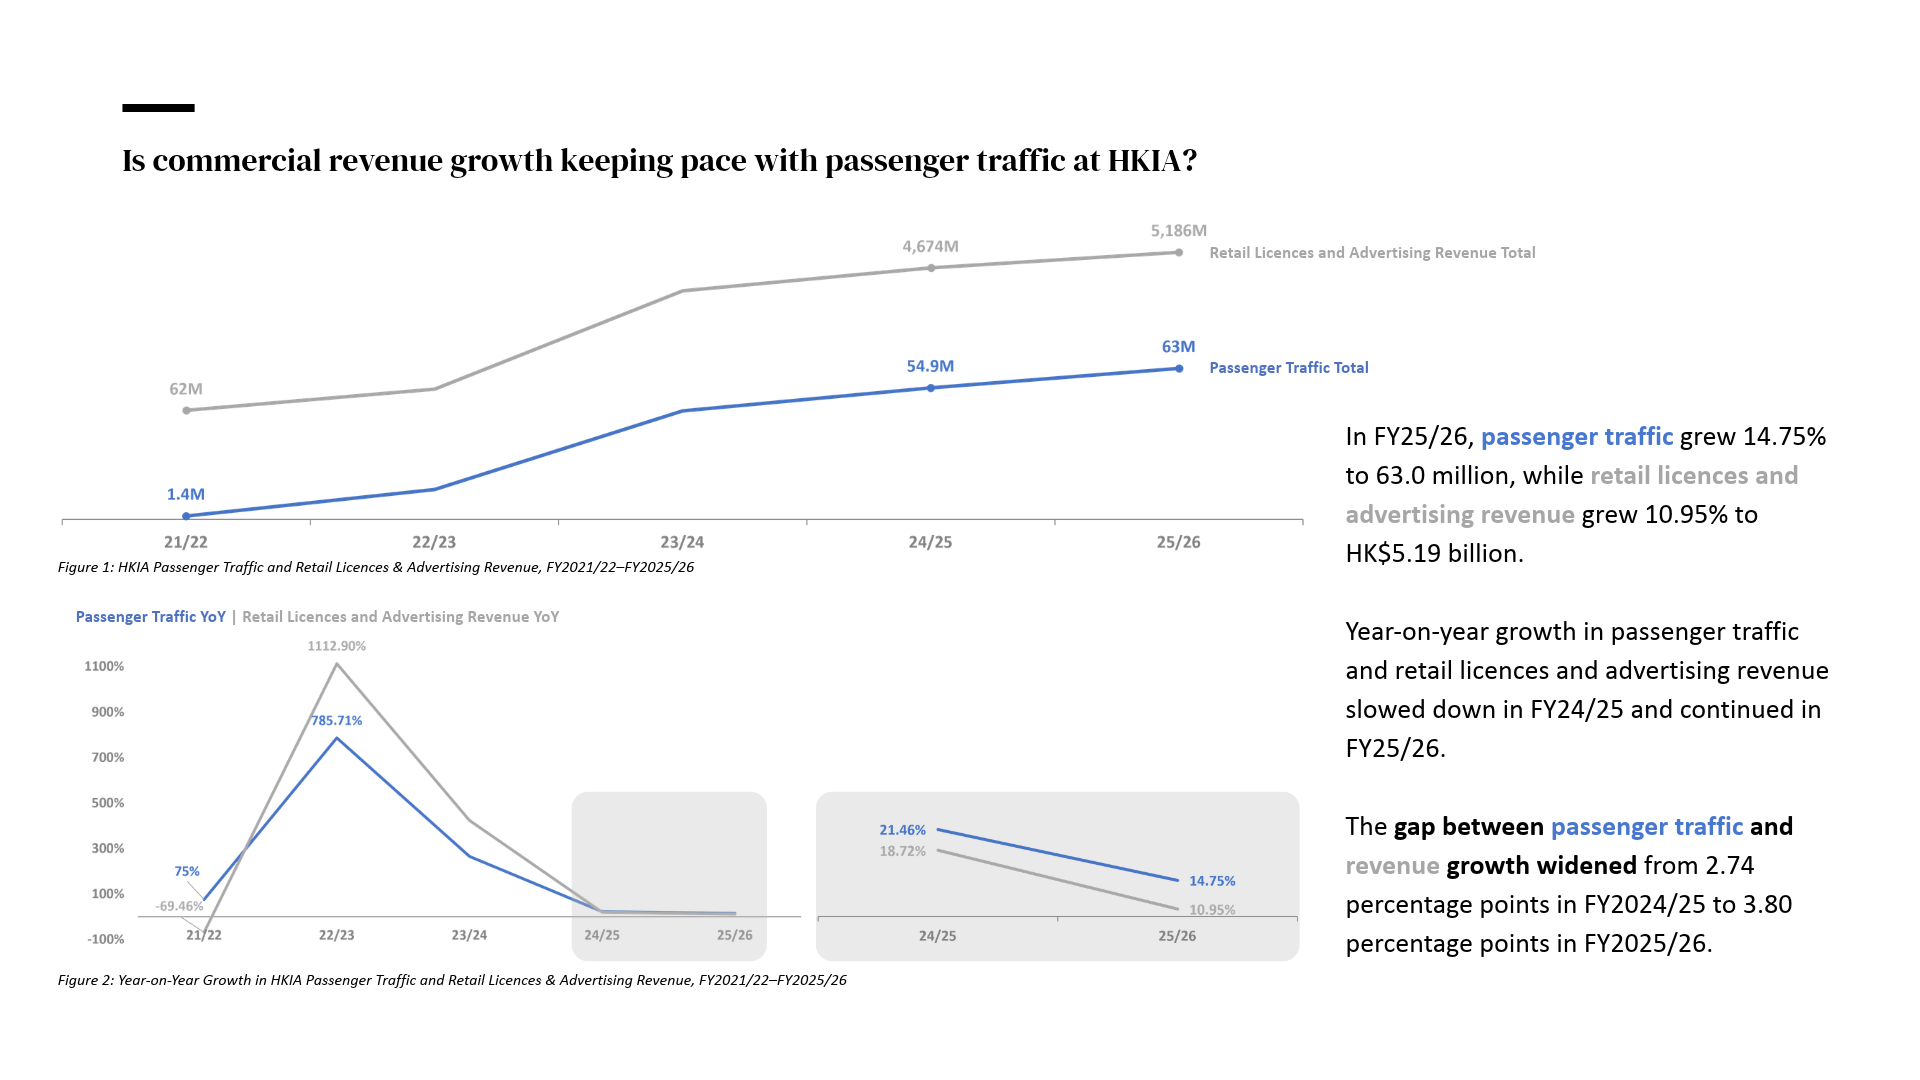 Is commercial revenue growth keeping pace with passenger traffic at HKIA?
5,186M
4,674M
Retail Licences and Advertising Revenue Total
62M
63M
54.9M
Passenger Traffic Total
1.4M
21/22 22/23 23/24 24/25 25/26
Figure 1: HKIA Passenger Traffic and Retail Licences & Advertising Revenue, FY2021/22–FY2025/26
Passenger Traffic YoY | Retail Licences and Advertising Revenue YoY
1112.90%
1100%
900%
785.71%
700%
500%
300%
75%
100%
-69.46%
-100%
21/22 22/23 23/24 24/25 25/26
21.46%
18.72%
14.75%
10.95%
24/25 25/26
Figure 2: Year-on-Year Growth in HKIA Passenger Traffic and Retail Licences & Advertising Revenue, FY2021/22–FY2025/26
In FY25/26, passenger traffic grew 14.75%
to 63.0 million, while retail licences and
advertising revenue grew 10.95% to
HK$5.19 billion.
Year-on-year growth in passenger traffic
and retail licences and advertising revenue
slowed down in FY24/25 and continued in
FY25/26.
The gap between passenger traffic and
revenue growth widened from 2.74
percentage points in FY2024/25 to 3.80
percentage points in FY2025/26.